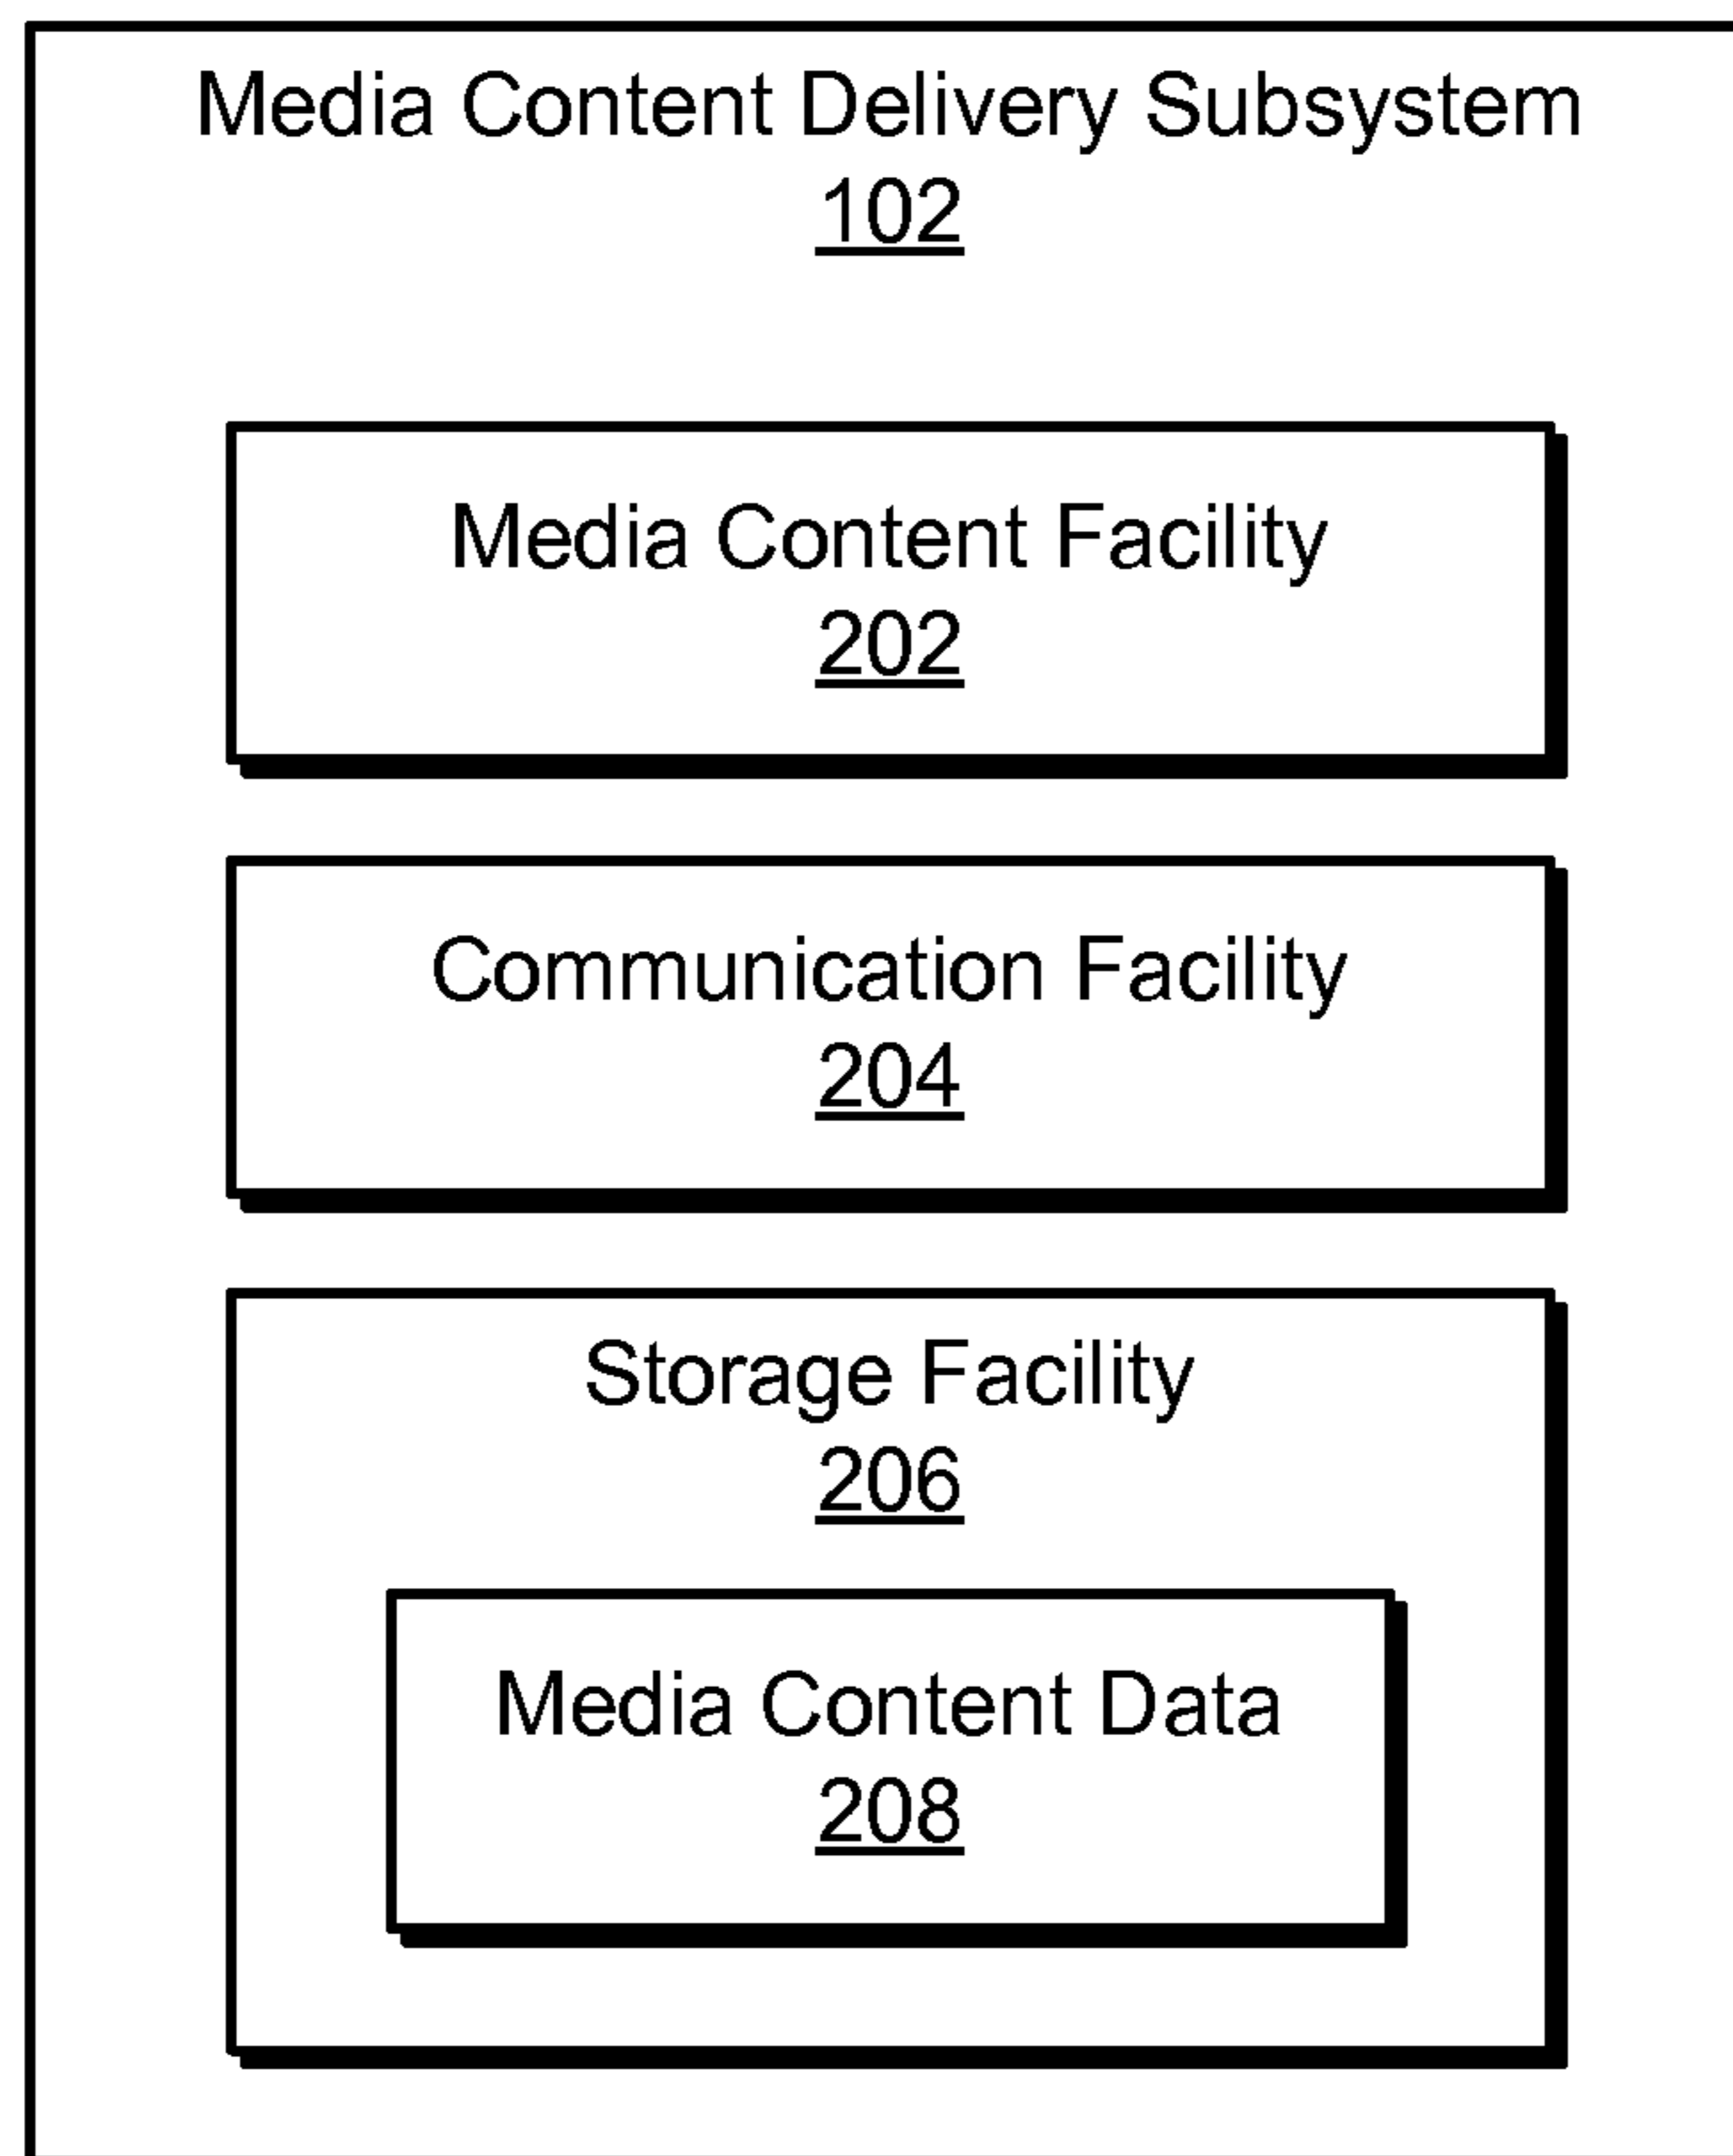 Media Content Delivery Subsystem
102
Media Content Facility
202
Communication Facility
204
Storage Facility
206
Media Content Data
208